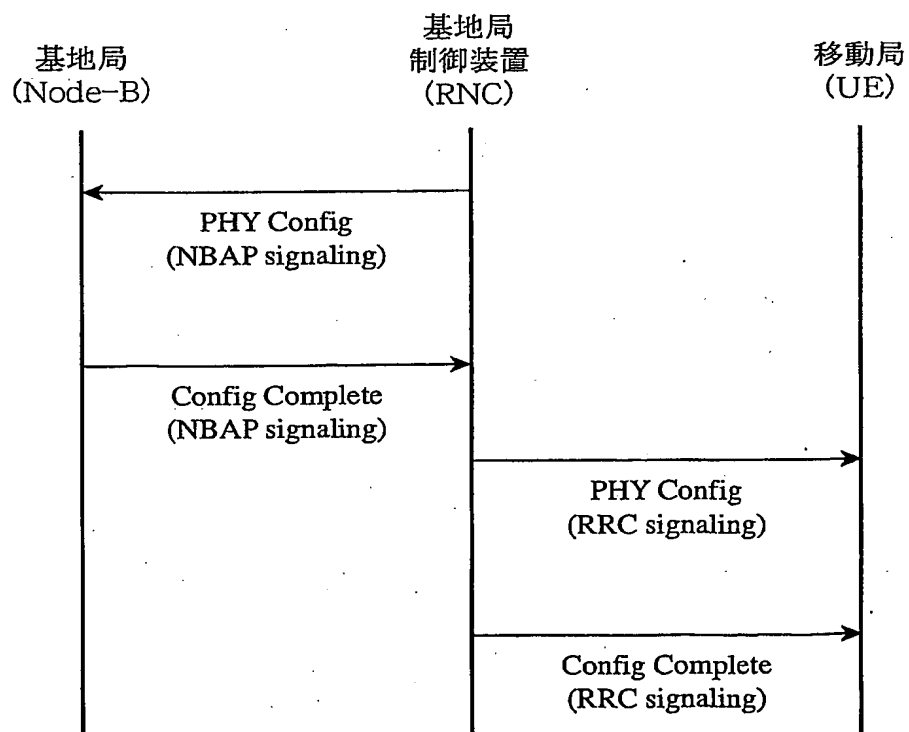 基地局
(Node-B)
基地局
制御装置
(RNC)
移動局
(UE)
PHY Config
(NBAP signaling)
Config Complete
(NBAP signaling)
PHY Config
(RRC signaling)
Config Complete
(RRC signaling)